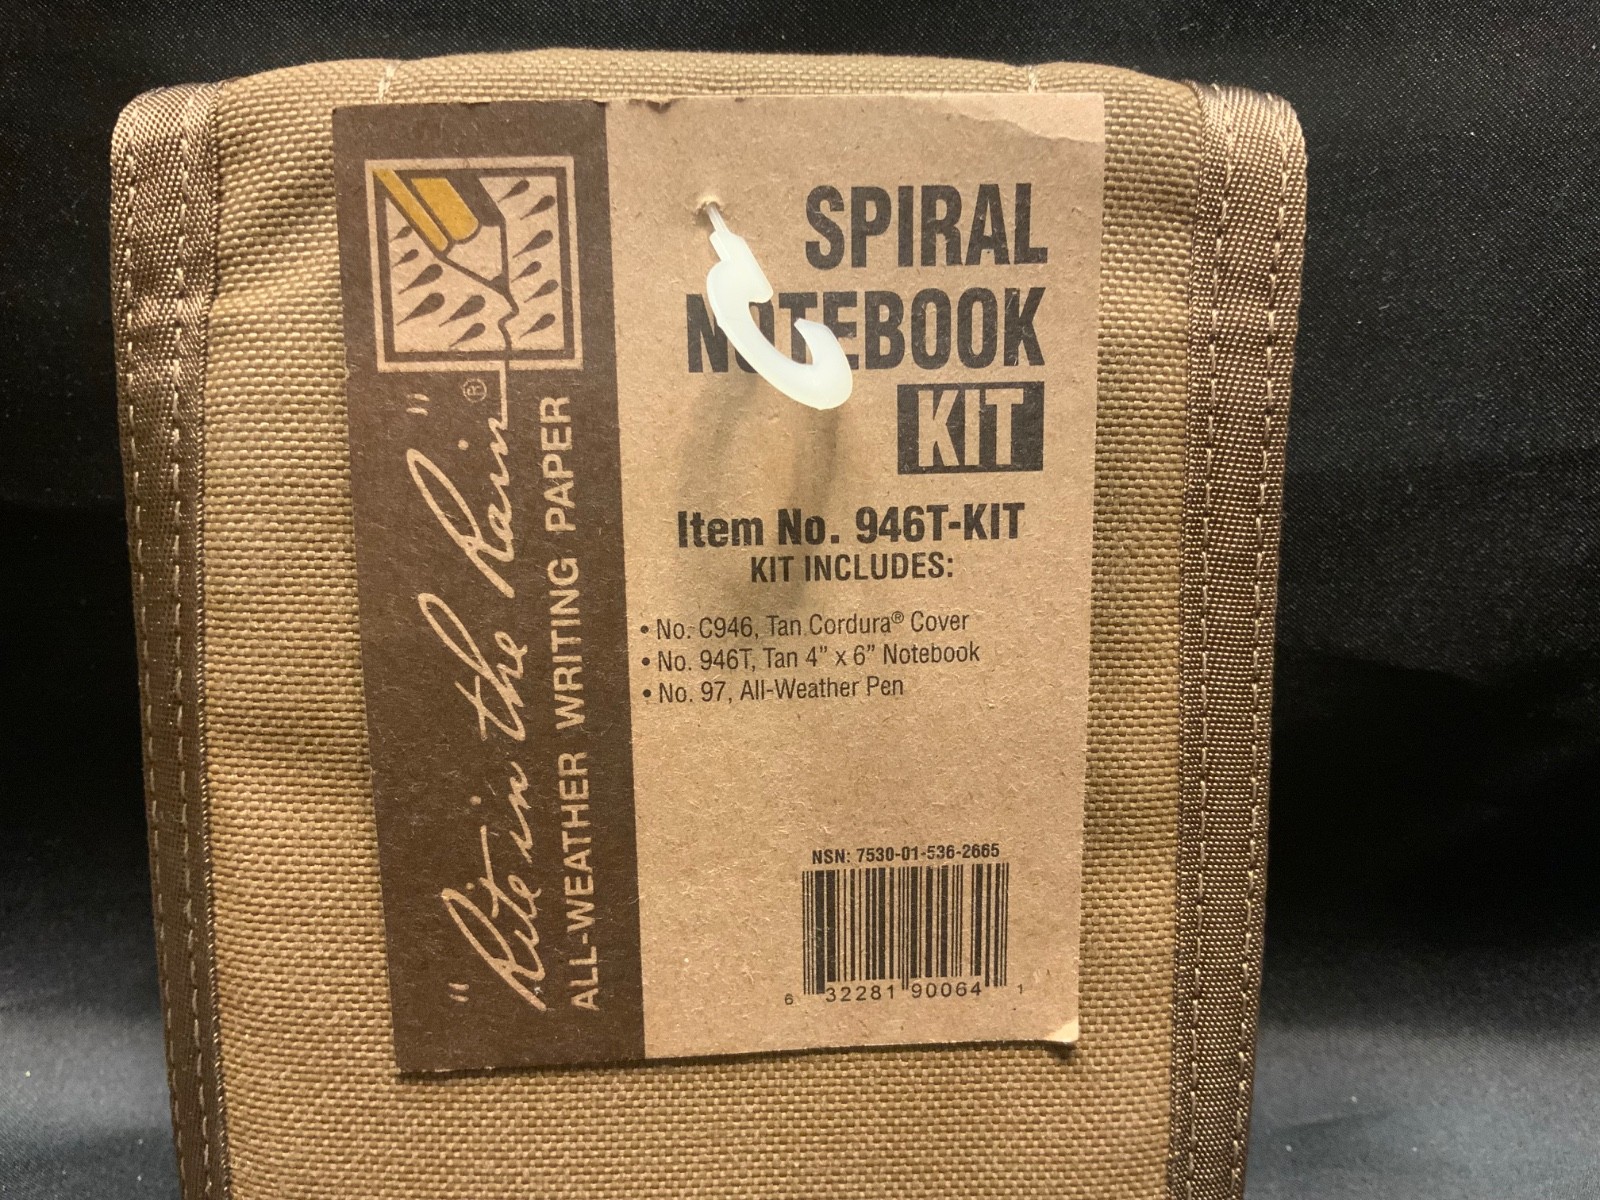 "Rite in the Rain"®
ALL-WEATHER WRITING PAPER
SPIRAL
NOTEBOOK
KIT
Item No. 946T-KIT
KIT INCLUDES:
• No. C946, Tan Cordura® Cover
• No. 946T, Tan 4” x 6” Notebook
• No. 97, All-Weather Pen
NSN: 7530-01-536-2665
6 32281 90064 1